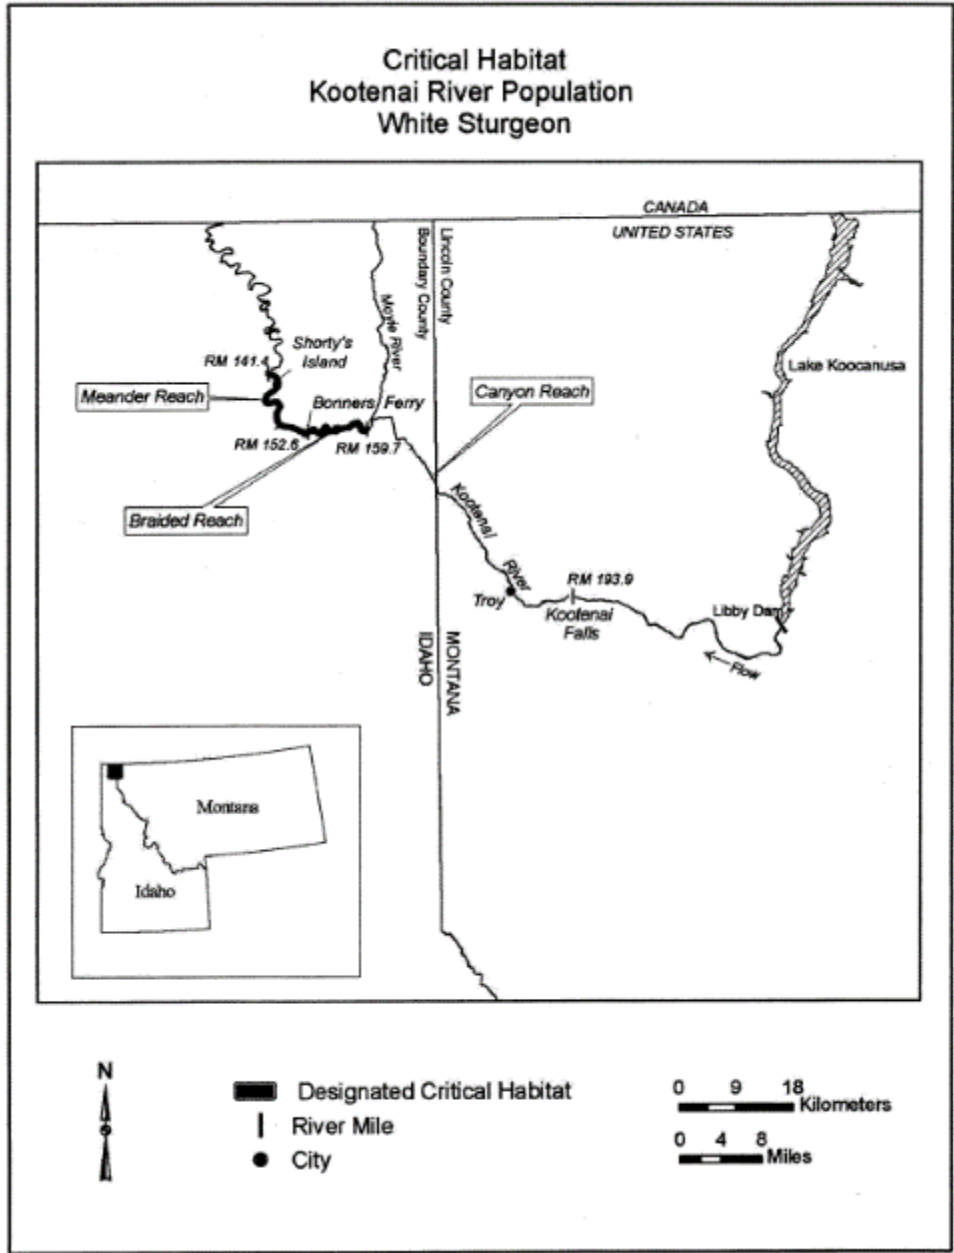 Critical Habitat
Kootenai River Population
White Sturgeon
CANADA
UNITED STATES
Lincoln County
Boundary County
Moyie River
Shorty's
Island
RM 141.4
Meander Reach
Bonners Ferry
Canyon Reach
Lake Koocanusa
RM 152.6
RM 159.7
Braided Reach
Kootenai
River
RM 193.9
Troy
Kootenai
Falls
Libby Dam
Flow
MONTANA
IDAHO
Montana
Idaho
N
Designated Critical Habitat
River Mile
City
0 9 18
Kilometers
0 4 8
Miles